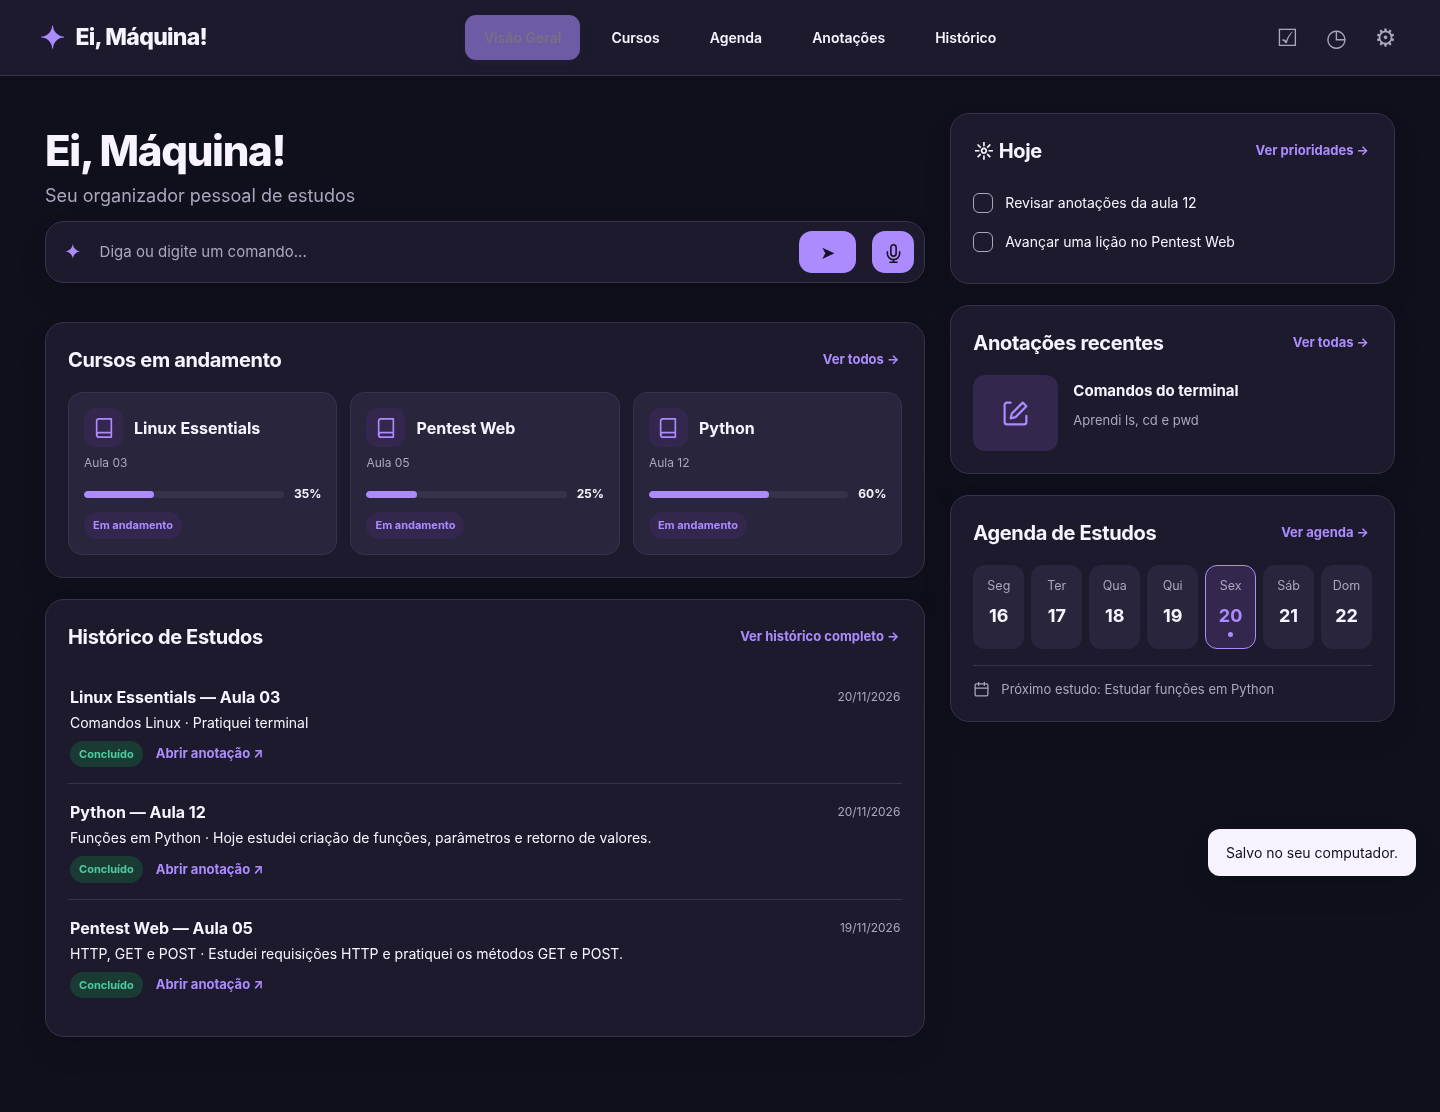 Ei, Máquina!
Visão Geral
Cursos
Agenda
Anotações
Histórico
Ei, Máquina!
Seu organizador pessoal de estudos
Diga ou digite um comando...
Cursos em andamento
Ver todos →
Linux Essentials
Aula 03
35%
Em andamento
Pentest Web
Aula 05
25%
Em andamento
Python
Aula 12
60%
Em andamento
Histórico de Estudos
Ver histórico completo →
Linux Essentials — Aula 03
20/11/2026
Comandos Linux · Pratiquei terminal
Concluído
Abrir anotação ↗
Python — Aula 12
20/11/2026
Funções em Python · Hoje estudei criação de funções, parâmetros e retorno de valores.
Concluído
Abrir anotação ↗
Pentest Web — Aula 05
19/11/2026
HTTP, GET e POST · Estudei requisições HTTP e pratiquei os métodos GET e POST.
Concluído
Abrir anotação ↗
Hoje
Ver prioridades →
Revisar anotações da aula 12
Avançar uma lição no Pentest Web
Anotações recentes
Ver todas →
Comandos do terminal
Aprendi ls, cd e pwd
Agenda de Estudos
Ver agenda →
Seg Ter Qua Qui Sex Sáb Dom
16 17 18 19 20 21 22
Próximo estudo: Estudar funções em Python
Salvo no seu computador.